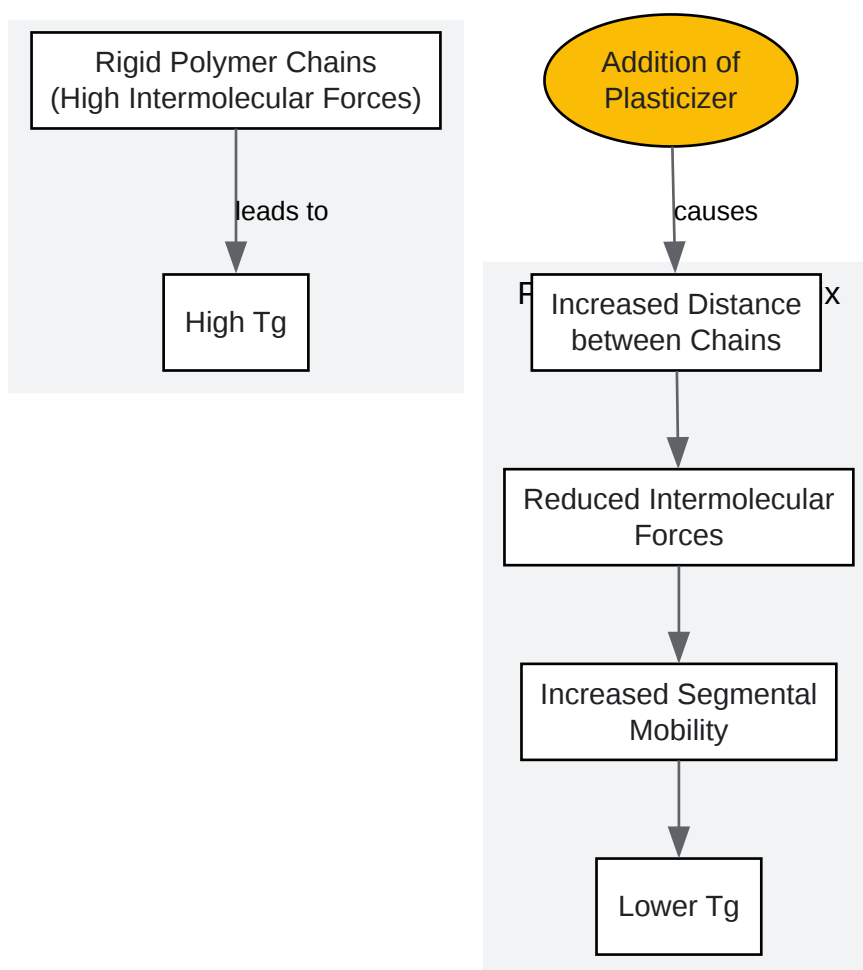 Rigid Polymer Chains
(High Intermolecular Forces)
leads to
High Tg
Addition of
Plasticizer
causes
Increased Distance
between Chains
Reduced Intermolecular
Forces
Increased Segmental
Mobility
Lower Tg